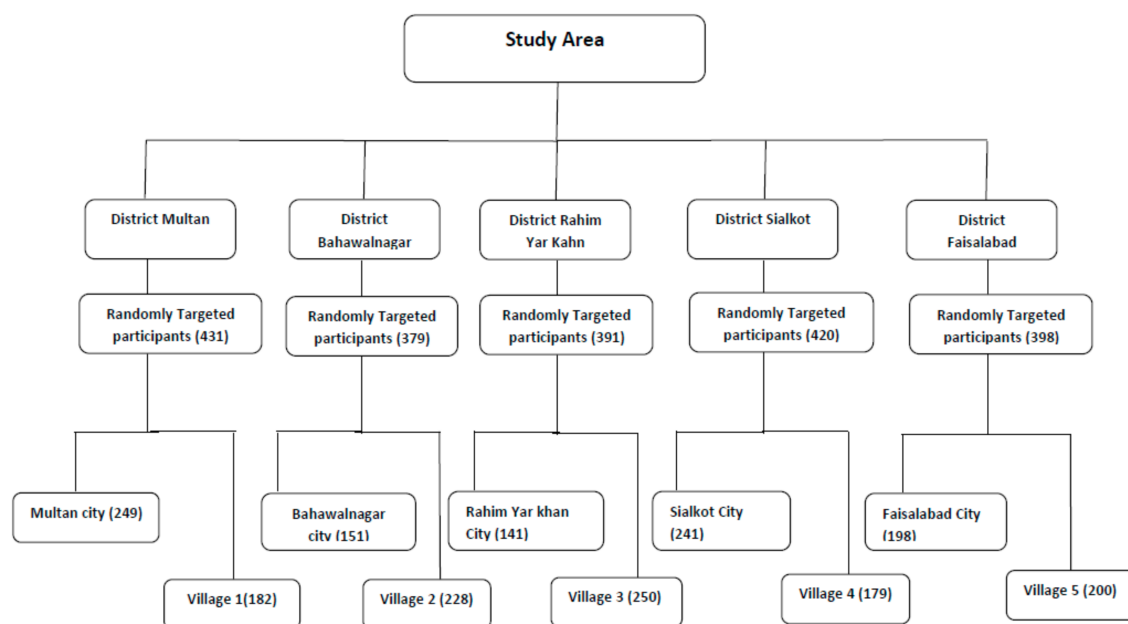 Study Area
District Multan
District
Bahawalnagar
District Rahim
Yar Kahn
District Sialkot
District
Faisalabad
Randomly Targeted
participants (431)
Randomly Targeted
participants (379)
Randomly Targeted
participants (391)
Randomly Targeted
participants (420)
Randomly Targeted
participants (398)
Multan city (249)
Bahawalnagar
city (151)
Rahim Yar khan
City (141)
Sialkot City
(241)
Faisalabad City
(198)
Village 1(182)
Village 2 (228)
Village 3 (250)
Village 4 (179)
Village 5 (200)